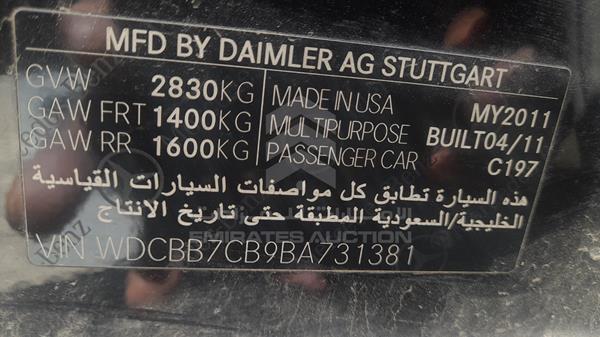 MFD BY DAIMLER AG STUTTGART
GVW 2830KG
GAW FRT 1400KG
GAW RR 1600KG
MADE IN USA
MULTIPURPOSE
PASSENGER CAR
MY2011
BUILT04/11
C197
هذه السيارة تطابق كل مواصفات السيارات القياسية
الخليجية/السعودية المطبقة حتى تاريخ الانتاج
VIN WDCBB7CB9BA731381
EMIRATES AUCTION